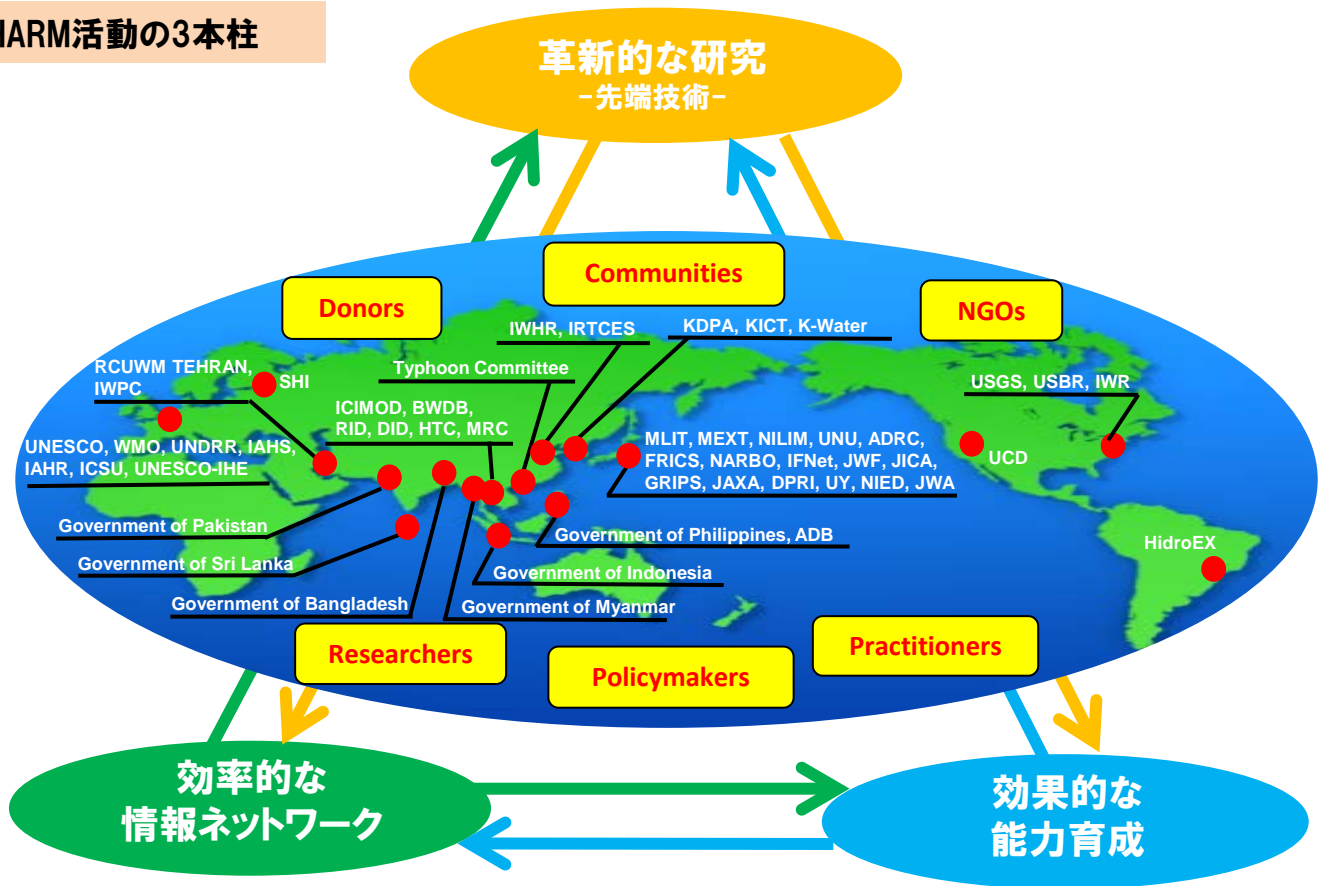 HARM活動の3本柱
革新的な研究
-先端技術-
Communities
Donors
NGOs
IWHR, IRTCES
KDPA, KICT, K-Water
RCUWM TEHRAN,
IWPC
SHI
Typhoon Committee
USGS, USBR, IWR
ICIMOD, BWDB,
RID, DID, HTC, MRC
UNESCO, WMO, UNDRR, IAHS,
IAHR, ICSU, UNESCO-IHE
MLIT, MEXT, NILIM, UNU, ADRC,
FRICS, NARBO, IFNet, JWF, JICA,
GRIPS, JAXA, DPRI, UY, NIED, JWA
UCD
Government of Pakistan
Government of Philippines, ADB
HidroEX
Government of Sri Lanka
Government of Indonesia
Government of Bangladesh
Government of Myanmar
Researchers
Policymakers
Practitioners
効率的な
情報ネットワーク
効果的な
能力育成